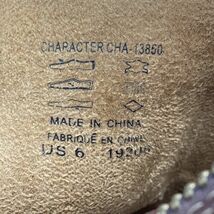 CHARACTER CHA-13850
MADE IN CHINA
FABRIQUÉ EN CHINE
US 6